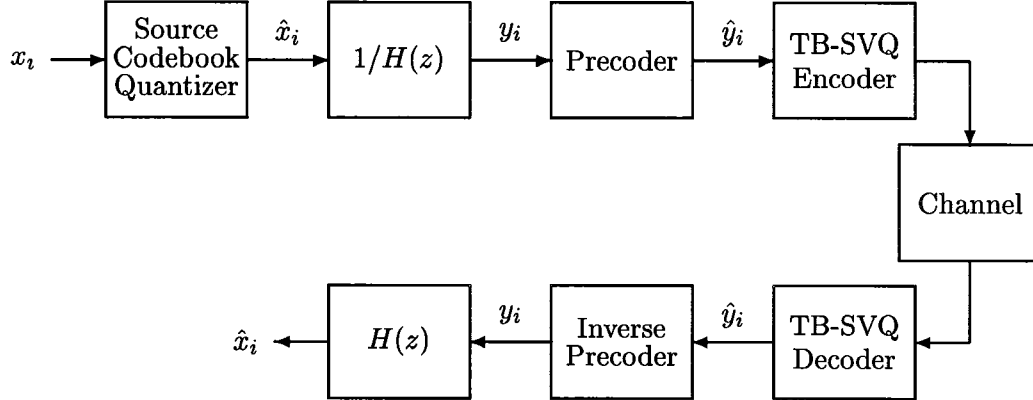 x_i
Source
Codebook
Quantizer
x̂_i
1/H(z)
y_i
Precoder
ŷ_i
TB-SVQ
Encoder
Channel
TB-SVQ
Decoder
ŷ_i
Inverse
Precoder
y_i
H(z)
x̂_i